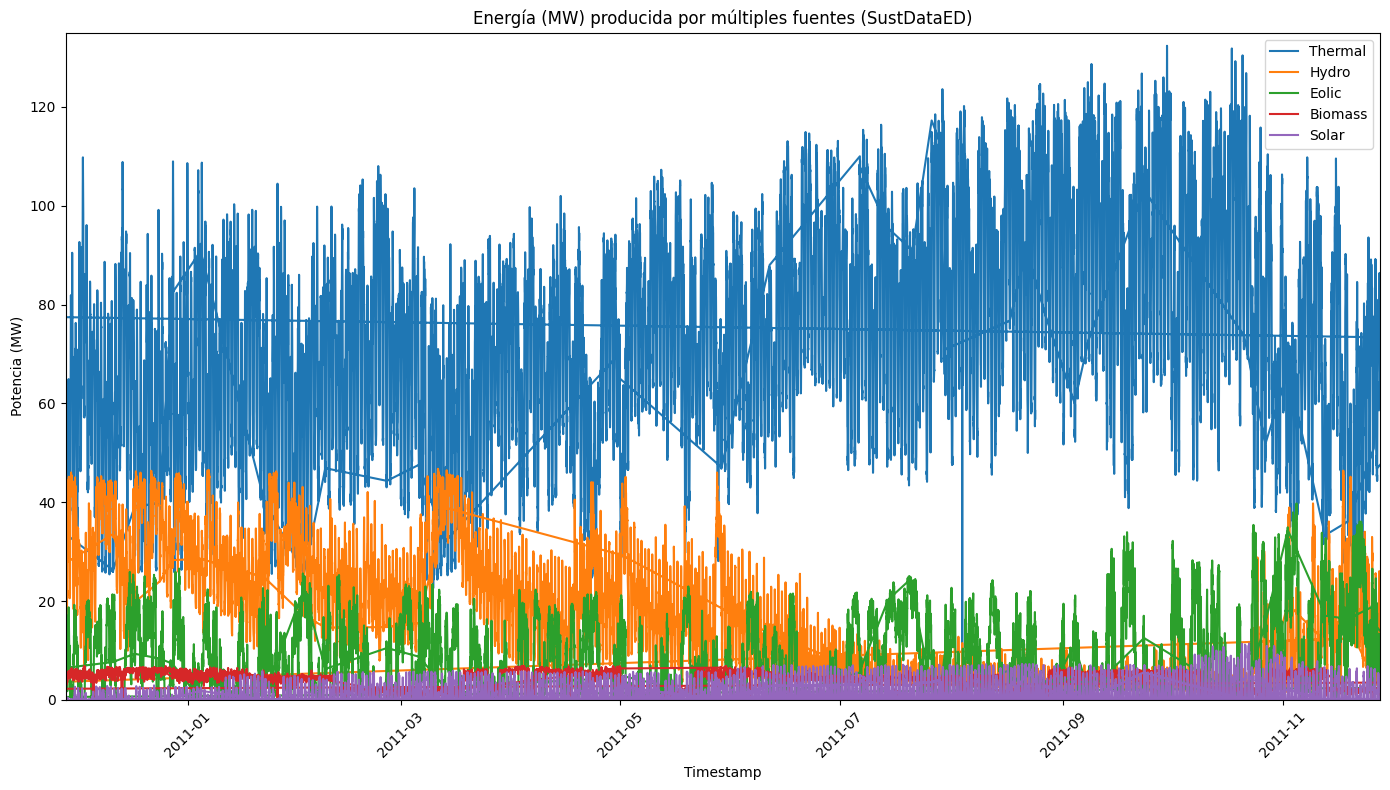 Energía (MW) producida por múltiples fuentes (SustDataED)
Thermal
Hydro
Eolic
Biomass
Solar
Potencia (MW)
120
100
80
60
40
20
0
2011-01
2011-03
2011-05
2011-07
2011-09
2011-11
Timestamp